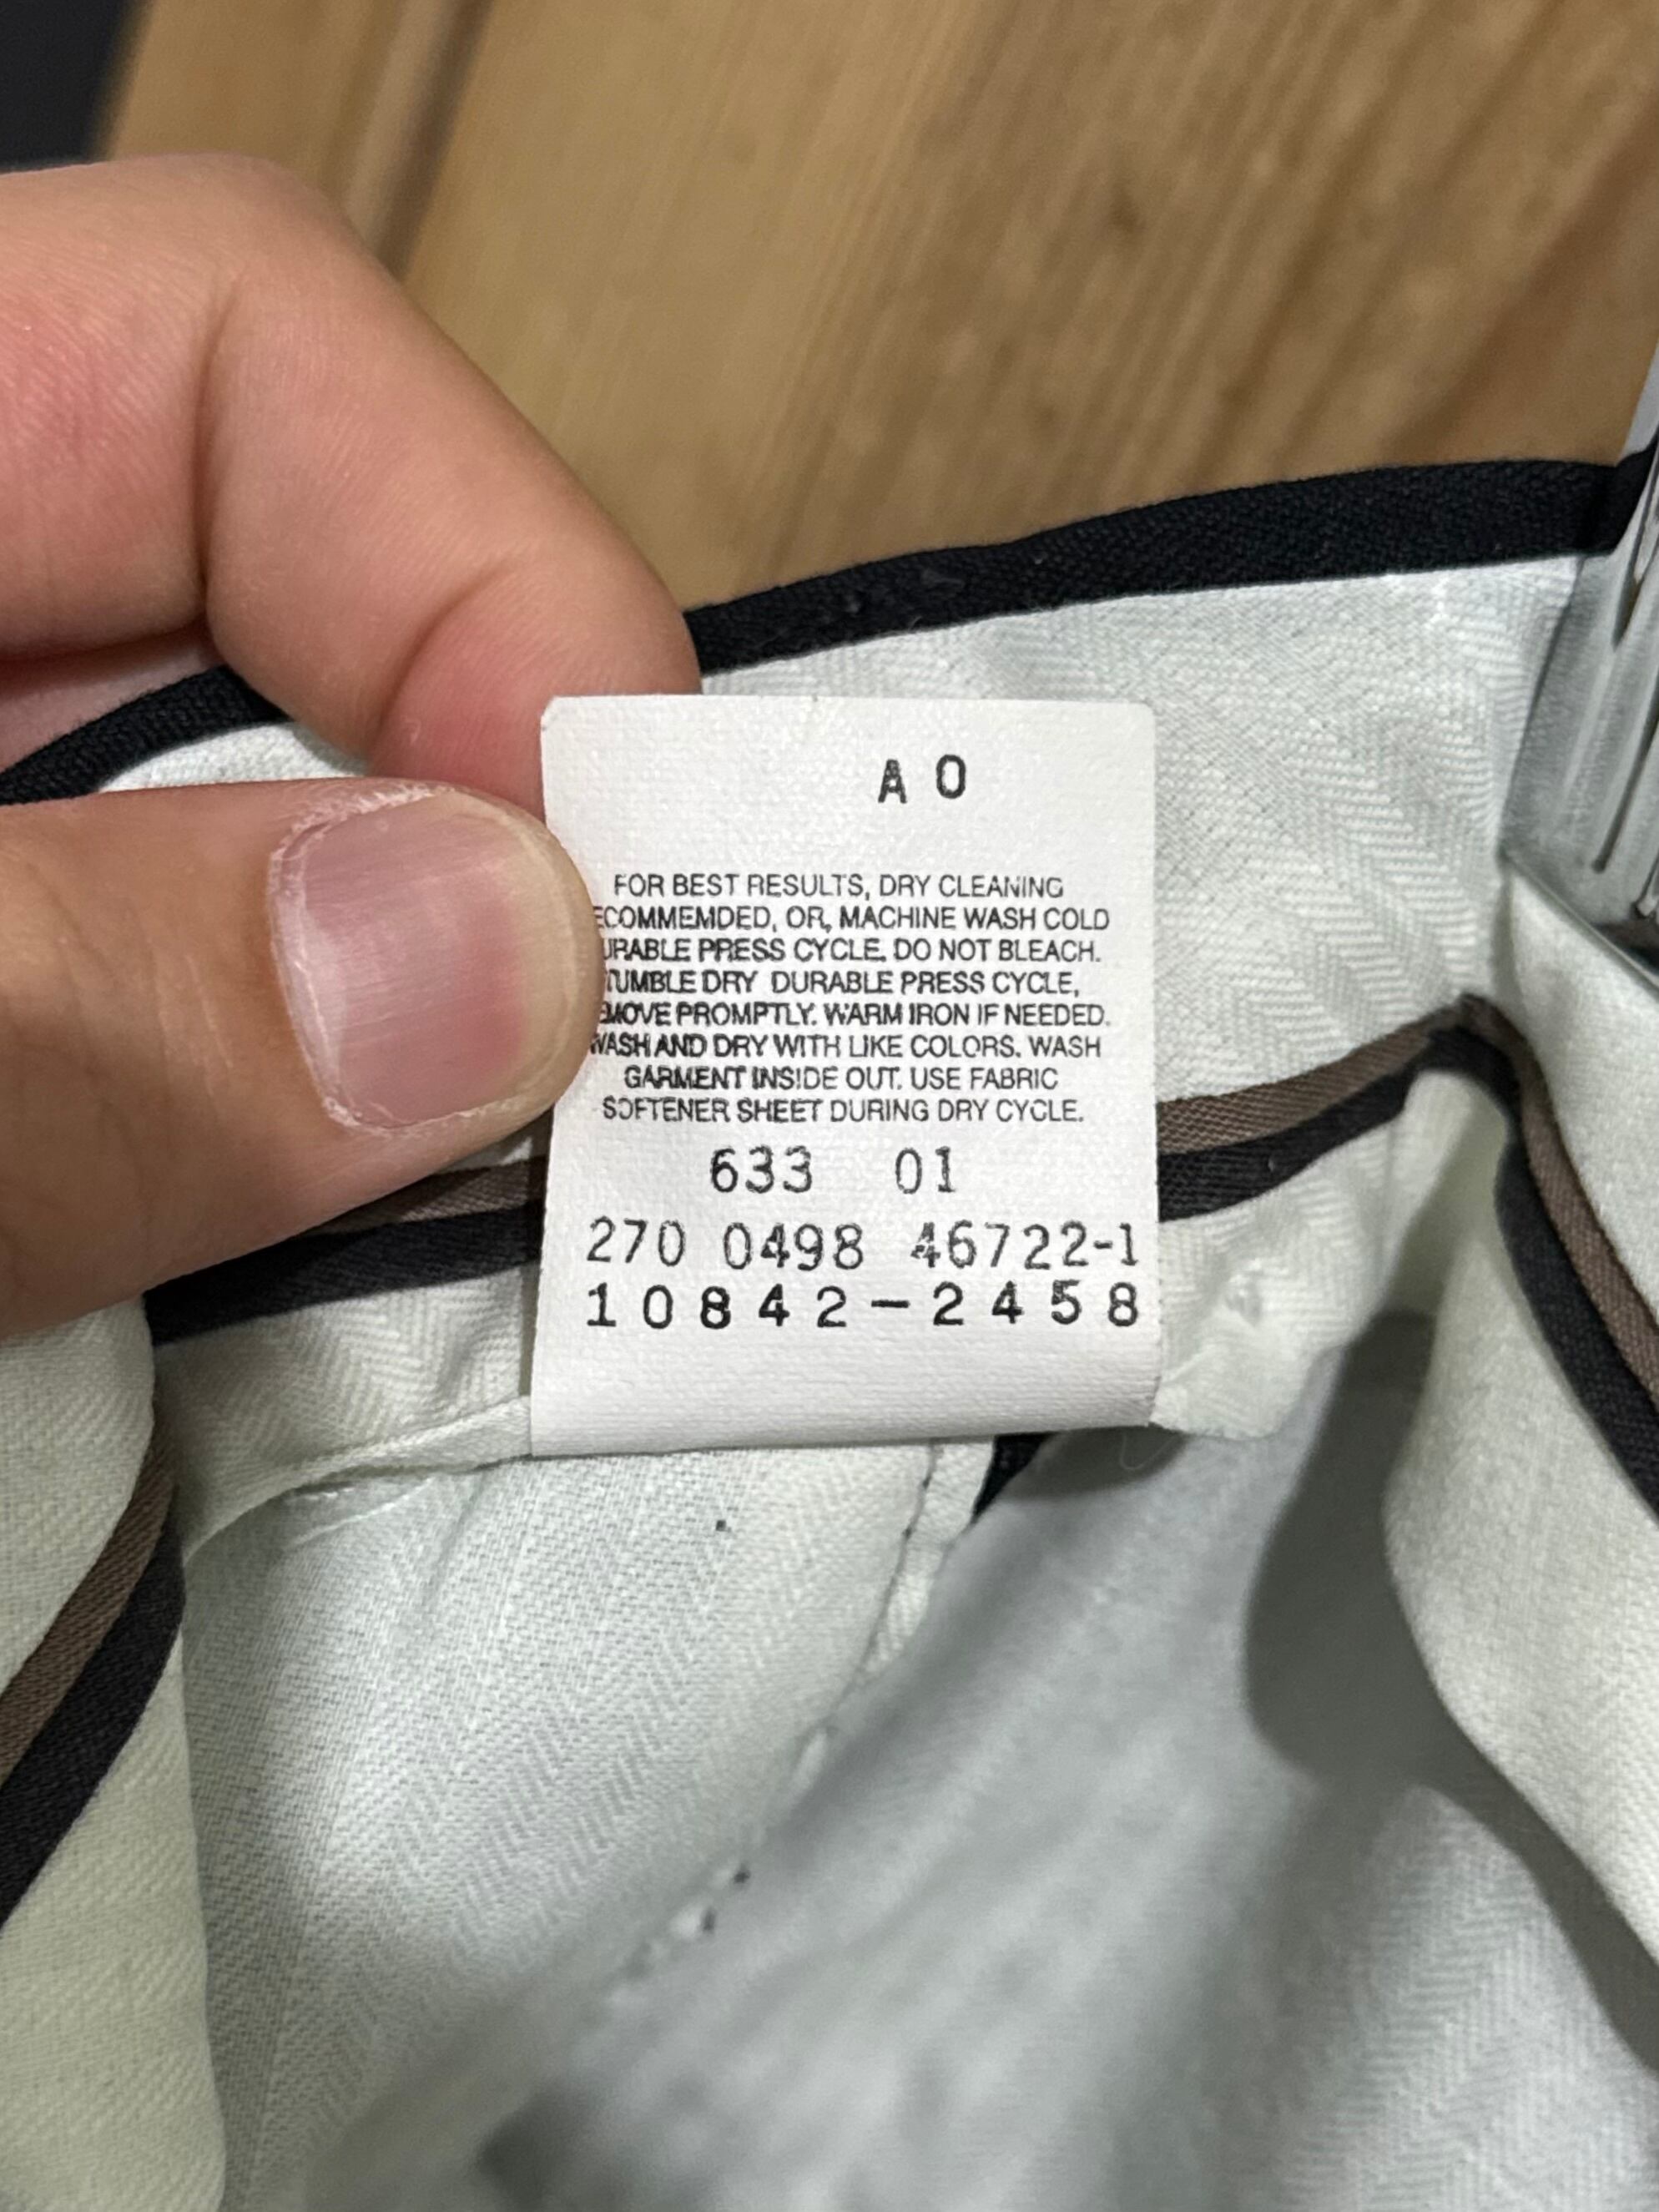 A 0
FOR BEST RESULTS, DRY CLEANING
ECOMMEMDED, OR, MACHINE WASH COLD
URABLE PRESS CYCLE. DO NOT BLEACH.
TUMBLE DRY DURABLE PRESS CYCLE,
EMOVE PROMPTLY. WARM IRON IF NEEDED.
WASH AND DRY WITH LIKE COLORS. WASH
GARMENT INSIDE OUT. USE FABRIC
SOFTENER SHEET DURING DRY CYCLE.
633 01
270 0498 46722-1
10842-2458